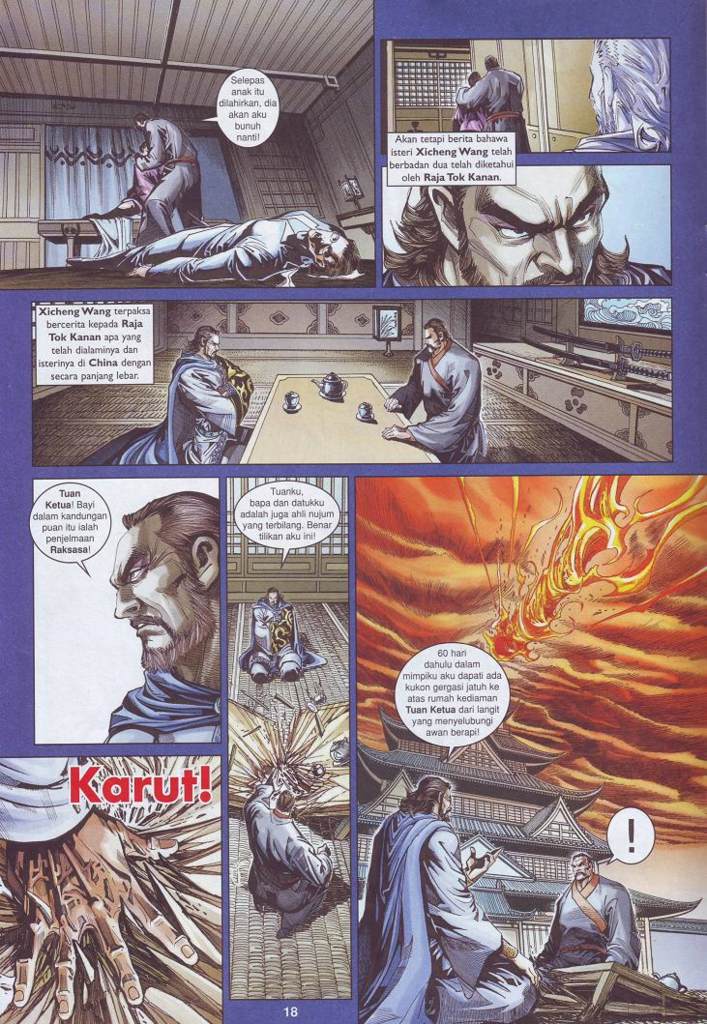 Selepas
anak itu
dilahirkan, dia
akan aku
bunuh
nanti!
Akan tetapi berita bahawa
isteri Xicheng Wang telah
berbadan dua telah diketahui
oleh Raja Tok Kanan.
Xicheng Wang terpaksa
bercerita kepada Raja
Tok Kanan apa yang
telah dialaminya dan
isterinya di China dengan
secara panjang lebar.
Tuan
Ketua! Bayi
dalam kandungan
puan itu ialah
penjelmaan
Raksasa!
Tuanku,
bapa dan datukku
adalah juga ahli nujum
yang terbilang. Benar
tilikan aku ini!
Karut!
60 hari
dahulu dalam
mimpiku aku dapati ada
kukon gergasi jatuh ke
atas rumah kediaman
Tuan Ketua dari langit
yang menyelubungi
awan berapi!
!
18